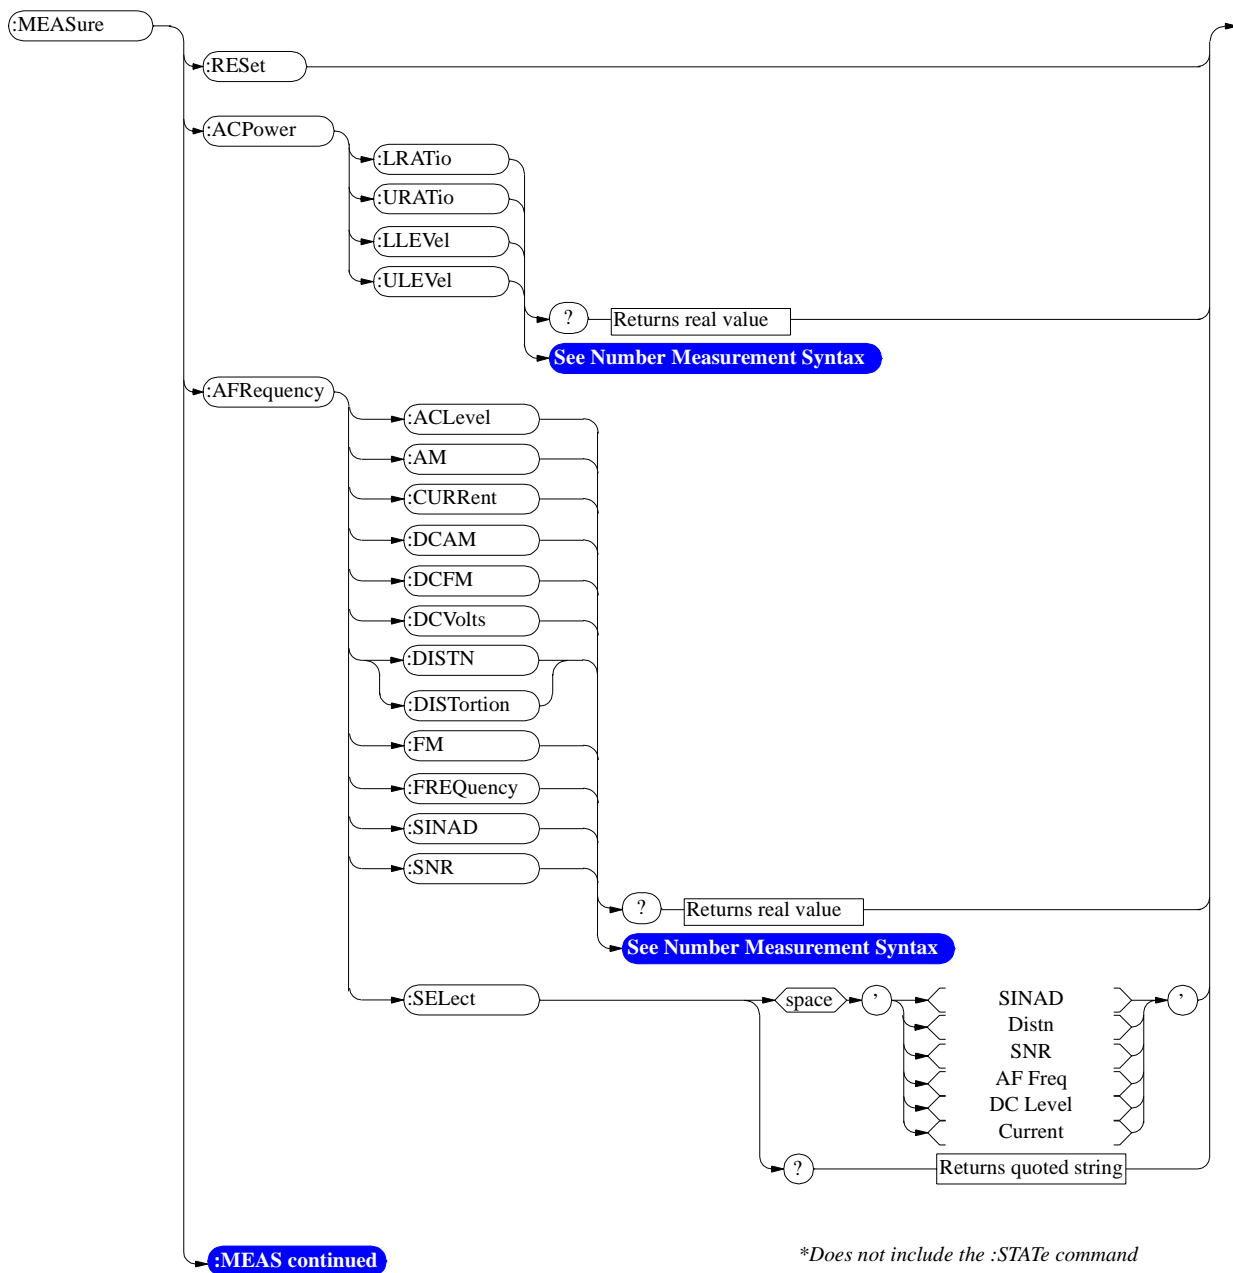 :MEASure
:RESet
:ACPower
:LRATio
:URATio
:LLEVel
:ULEVel
? Returns real value
See Number Measurement Syntax
:AFRequency
:ACLevel
:AM
:CURRent
:DCAM
:DCFM
:DCVolts
:DISTN
:DISTortion
:FM
:FREQuency
:SINAD
:SNR
? Returns real value
See Number Measurement Syntax
:SELect space ' SINAD '
Distn
SNR
AF Freq
DC Level
Current
? Returns quoted string
:MEAS continued
*Does not include the :STATe command